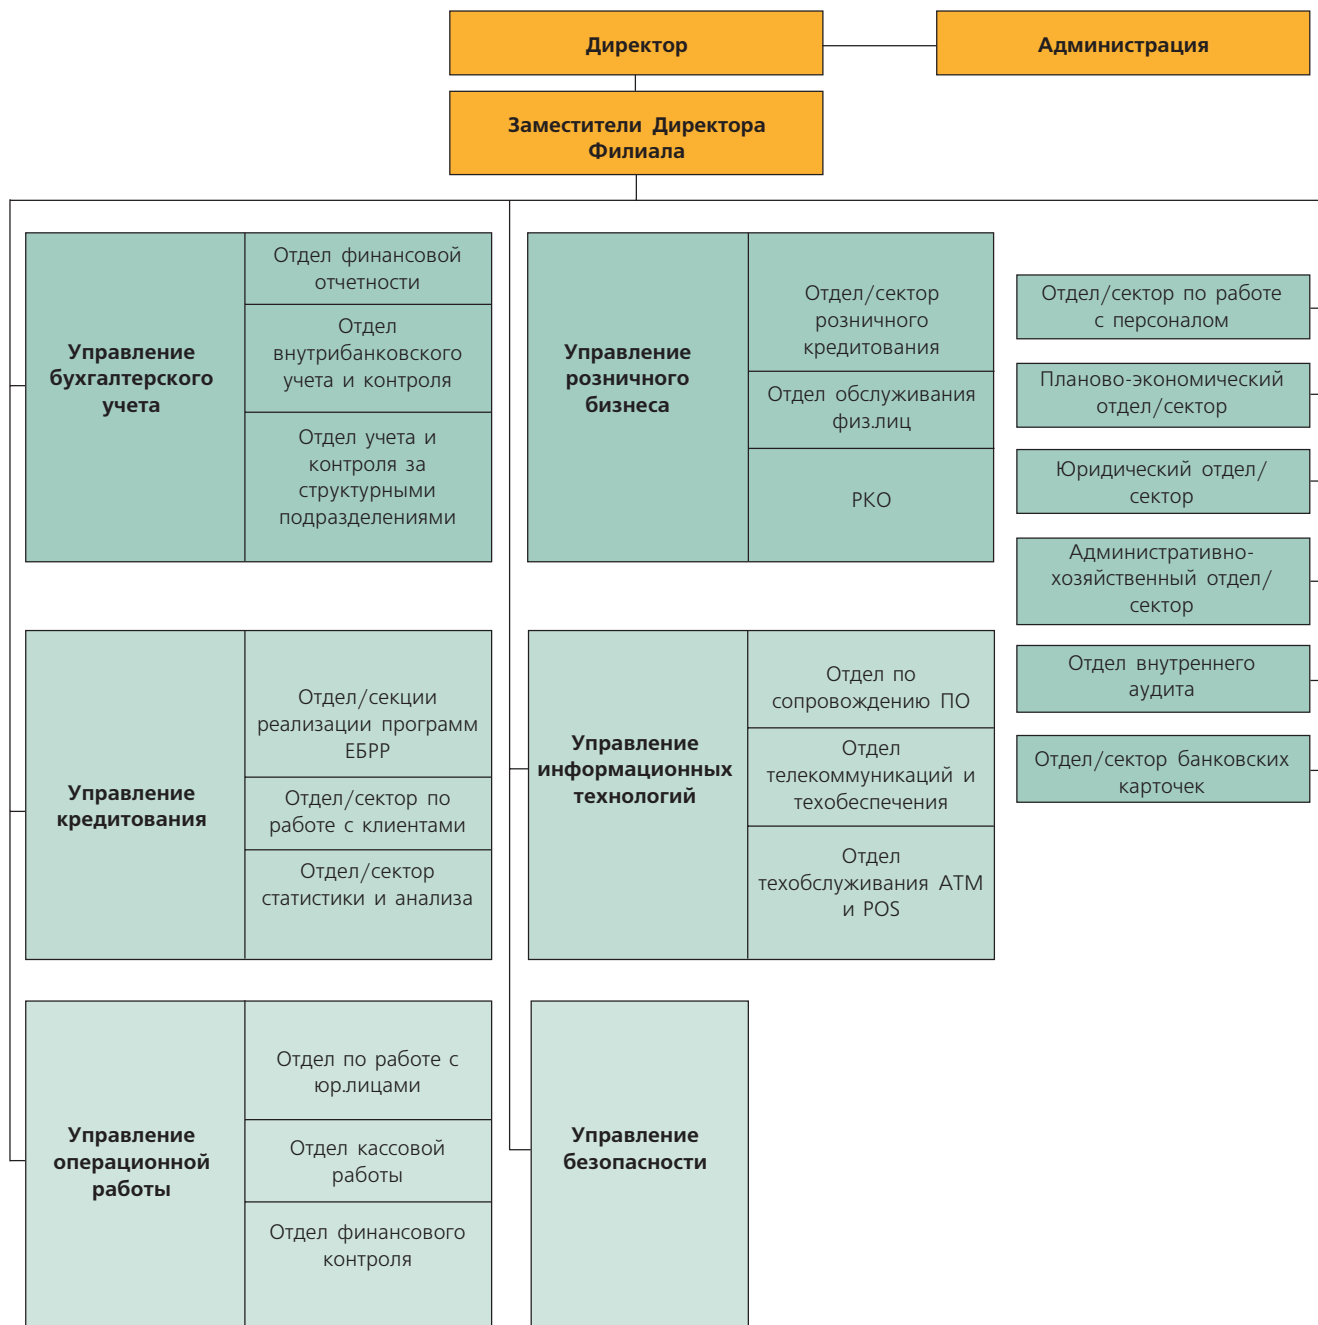 Директор
Администрация
Заместители Директора
Филиала
Управление
бухгалтерского
учета
Отдел финансовой
отчетности
Отдел
внутрибанковского
учета и контроля
Отдел учета и
контроля за
структурными
подразделениями
Управление
розничного
бизнеса
Отдел/сектор
розничного
кредитования
Отдел обслуживания
физ.лиц
РКО
Отдел/сектор по работе
с персоналом
Планово-экономический
отдел/сектор
Юридический отдел/
сектор
Административно-
хозяйственный отдел/
сектор
Отдел внутреннего
аудита
Отдел/сектор банковских
карточек
Управление
кредитования
Отдел/секции
реализации программ
ЕБРР
Отдел/сектор по
работе с клиентами
Отдел/сектор
статистики и анализа
Управление
информационных
технологий
Отдел по
сопровождению ПО
Отдел
телекоммуникаций и
техобеспечения
Отдел
техобслуживания АТМ
и POS
Управление
операционной
работы
Отдел по работе с
юр.лицами
Отдел кассовой
работы
Отдел финансового
контроля
Управление
безопасности